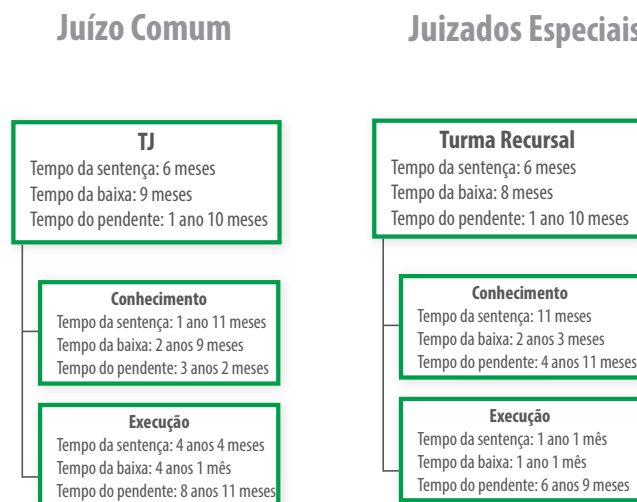 Juízo Comum
TJ
Tempo da sentença: 6 meses
Tempo da baixa: 9 meses
Tempo do pendente: 1 ano 10 meses
Conhecimento
Tempo da sentença: 1 ano 11 meses
Tempo da baixa: 2 anos 9 meses
Tempo do pendente: 3 anos 2 meses
Execução
Tempo da sentença: 4 anos 4 meses
Tempo da baixa: 4 anos 1 mês
Tempo do pendente: 8 anos 11 meses
Juizados Especiais
Turma Recursal
Tempo da sentença: 6 meses
Tempo da baixa: 8 meses
Tempo do pendente: 1 ano 10 meses
Conhecimento
Tempo da sentença: 11 meses
Tempo da baixa: 2 anos 3 meses
Tempo do pendente: 4 anos 11 meses
Execução
Tempo da sentença: 1 ano 1 mês
Tempo da baixa: 1 ano 1 mês
Tempo do pendente: 6 anos 9 meses